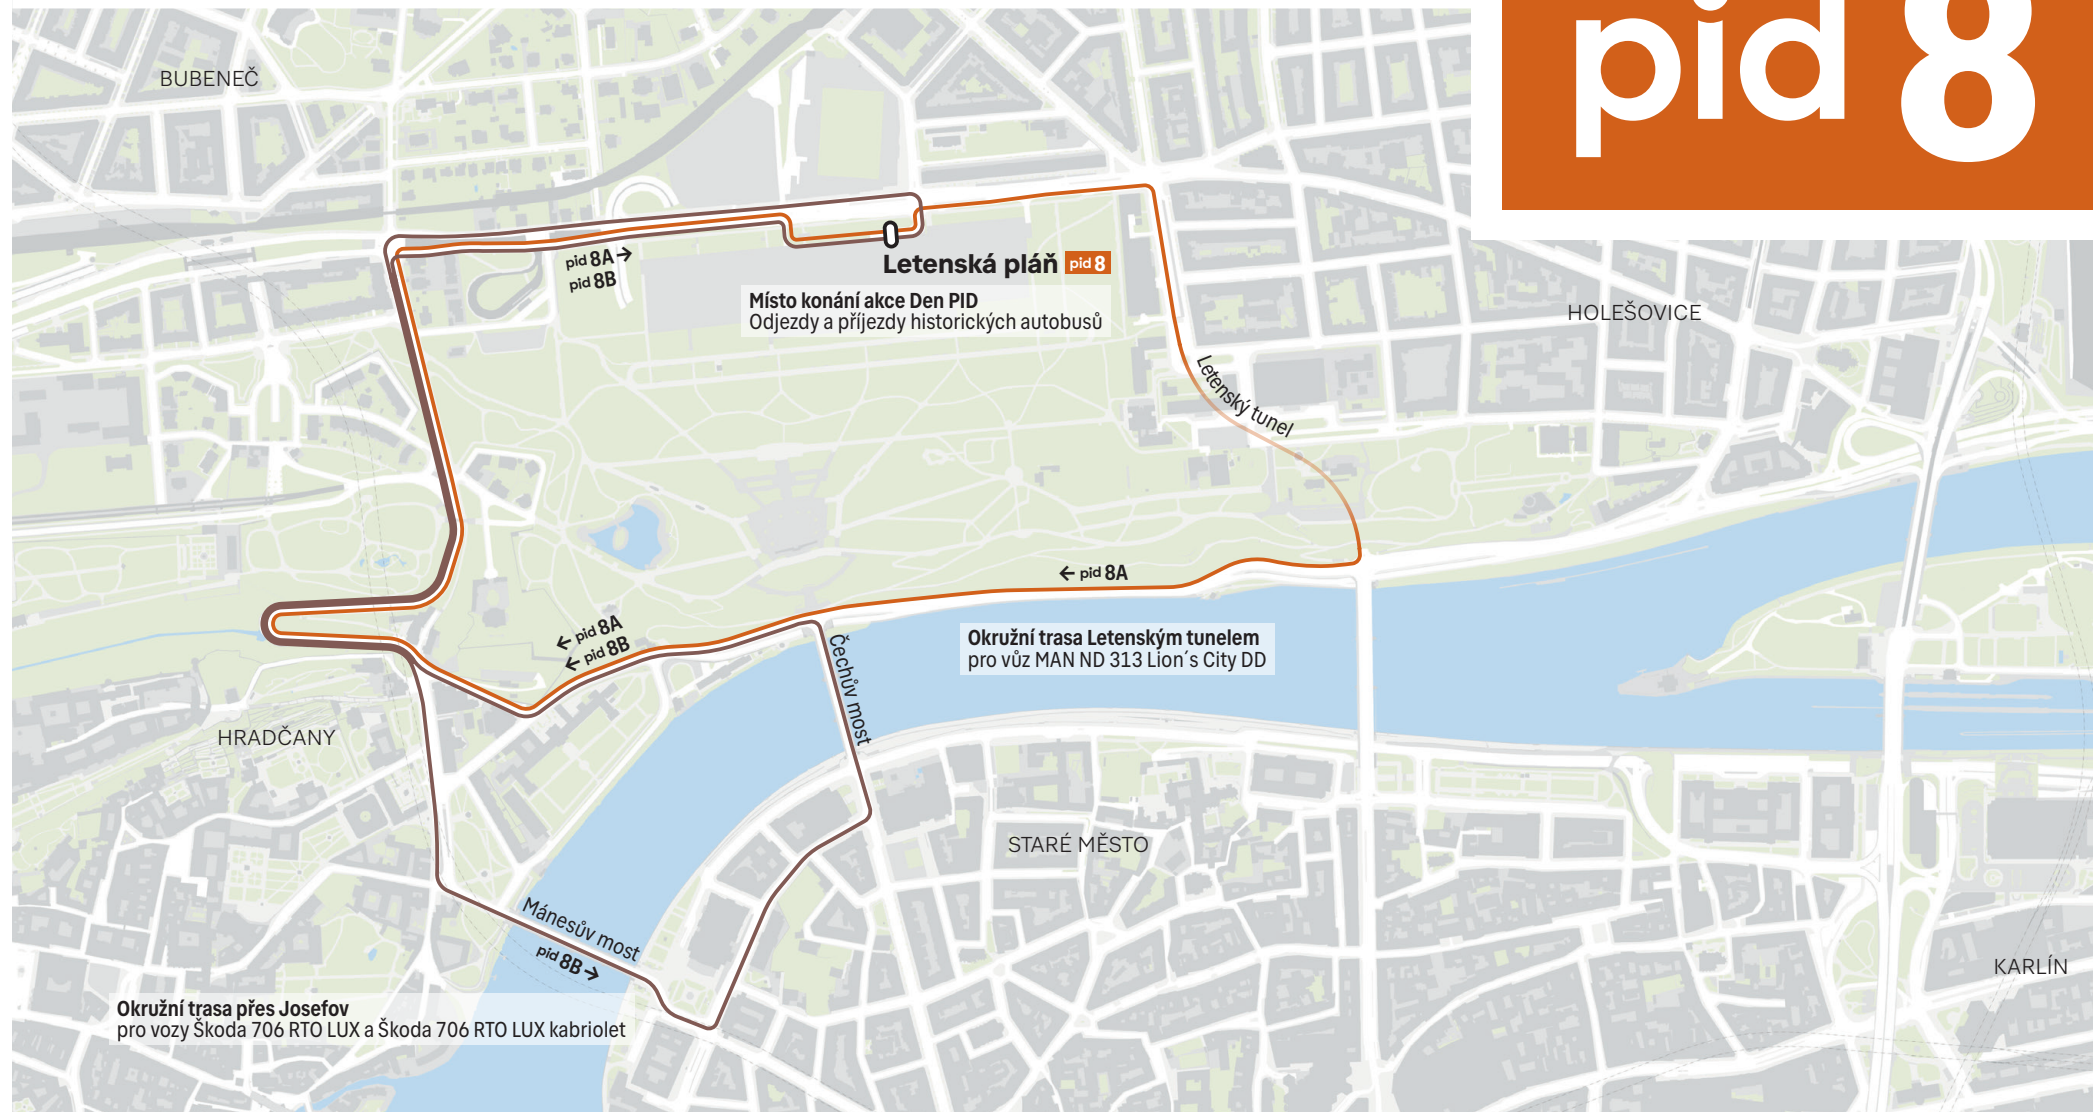 pid 8
BUBENEČ
pid 8A →
pid 8B
Letenská pláň pid 8
Místo konání akce Den PID
Odjezdy a příjezdy historických autobusů
HOLEŠOVICE
Letenský tunel
← pid 8A
← pid 8A
← pid 8B
Čechův most
Okružní trasa Letenským tunelem
pro vůz MAN ND 313 Lion´s City DD
HRADČANY
STARÉ MĚSTO
Mánesův most
pid 8B →
KARLÍN
Okružní trasa přes Josefov
pro vozy Škoda 706 RTO LUX a Škoda 706 RTO LUX kabriolet